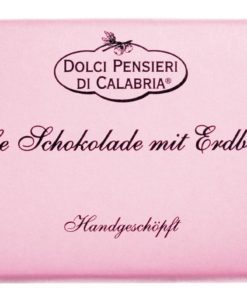 DOLCI PENSIERI
DI CALABRIA®
Schokolade mit
Handgeschöpft